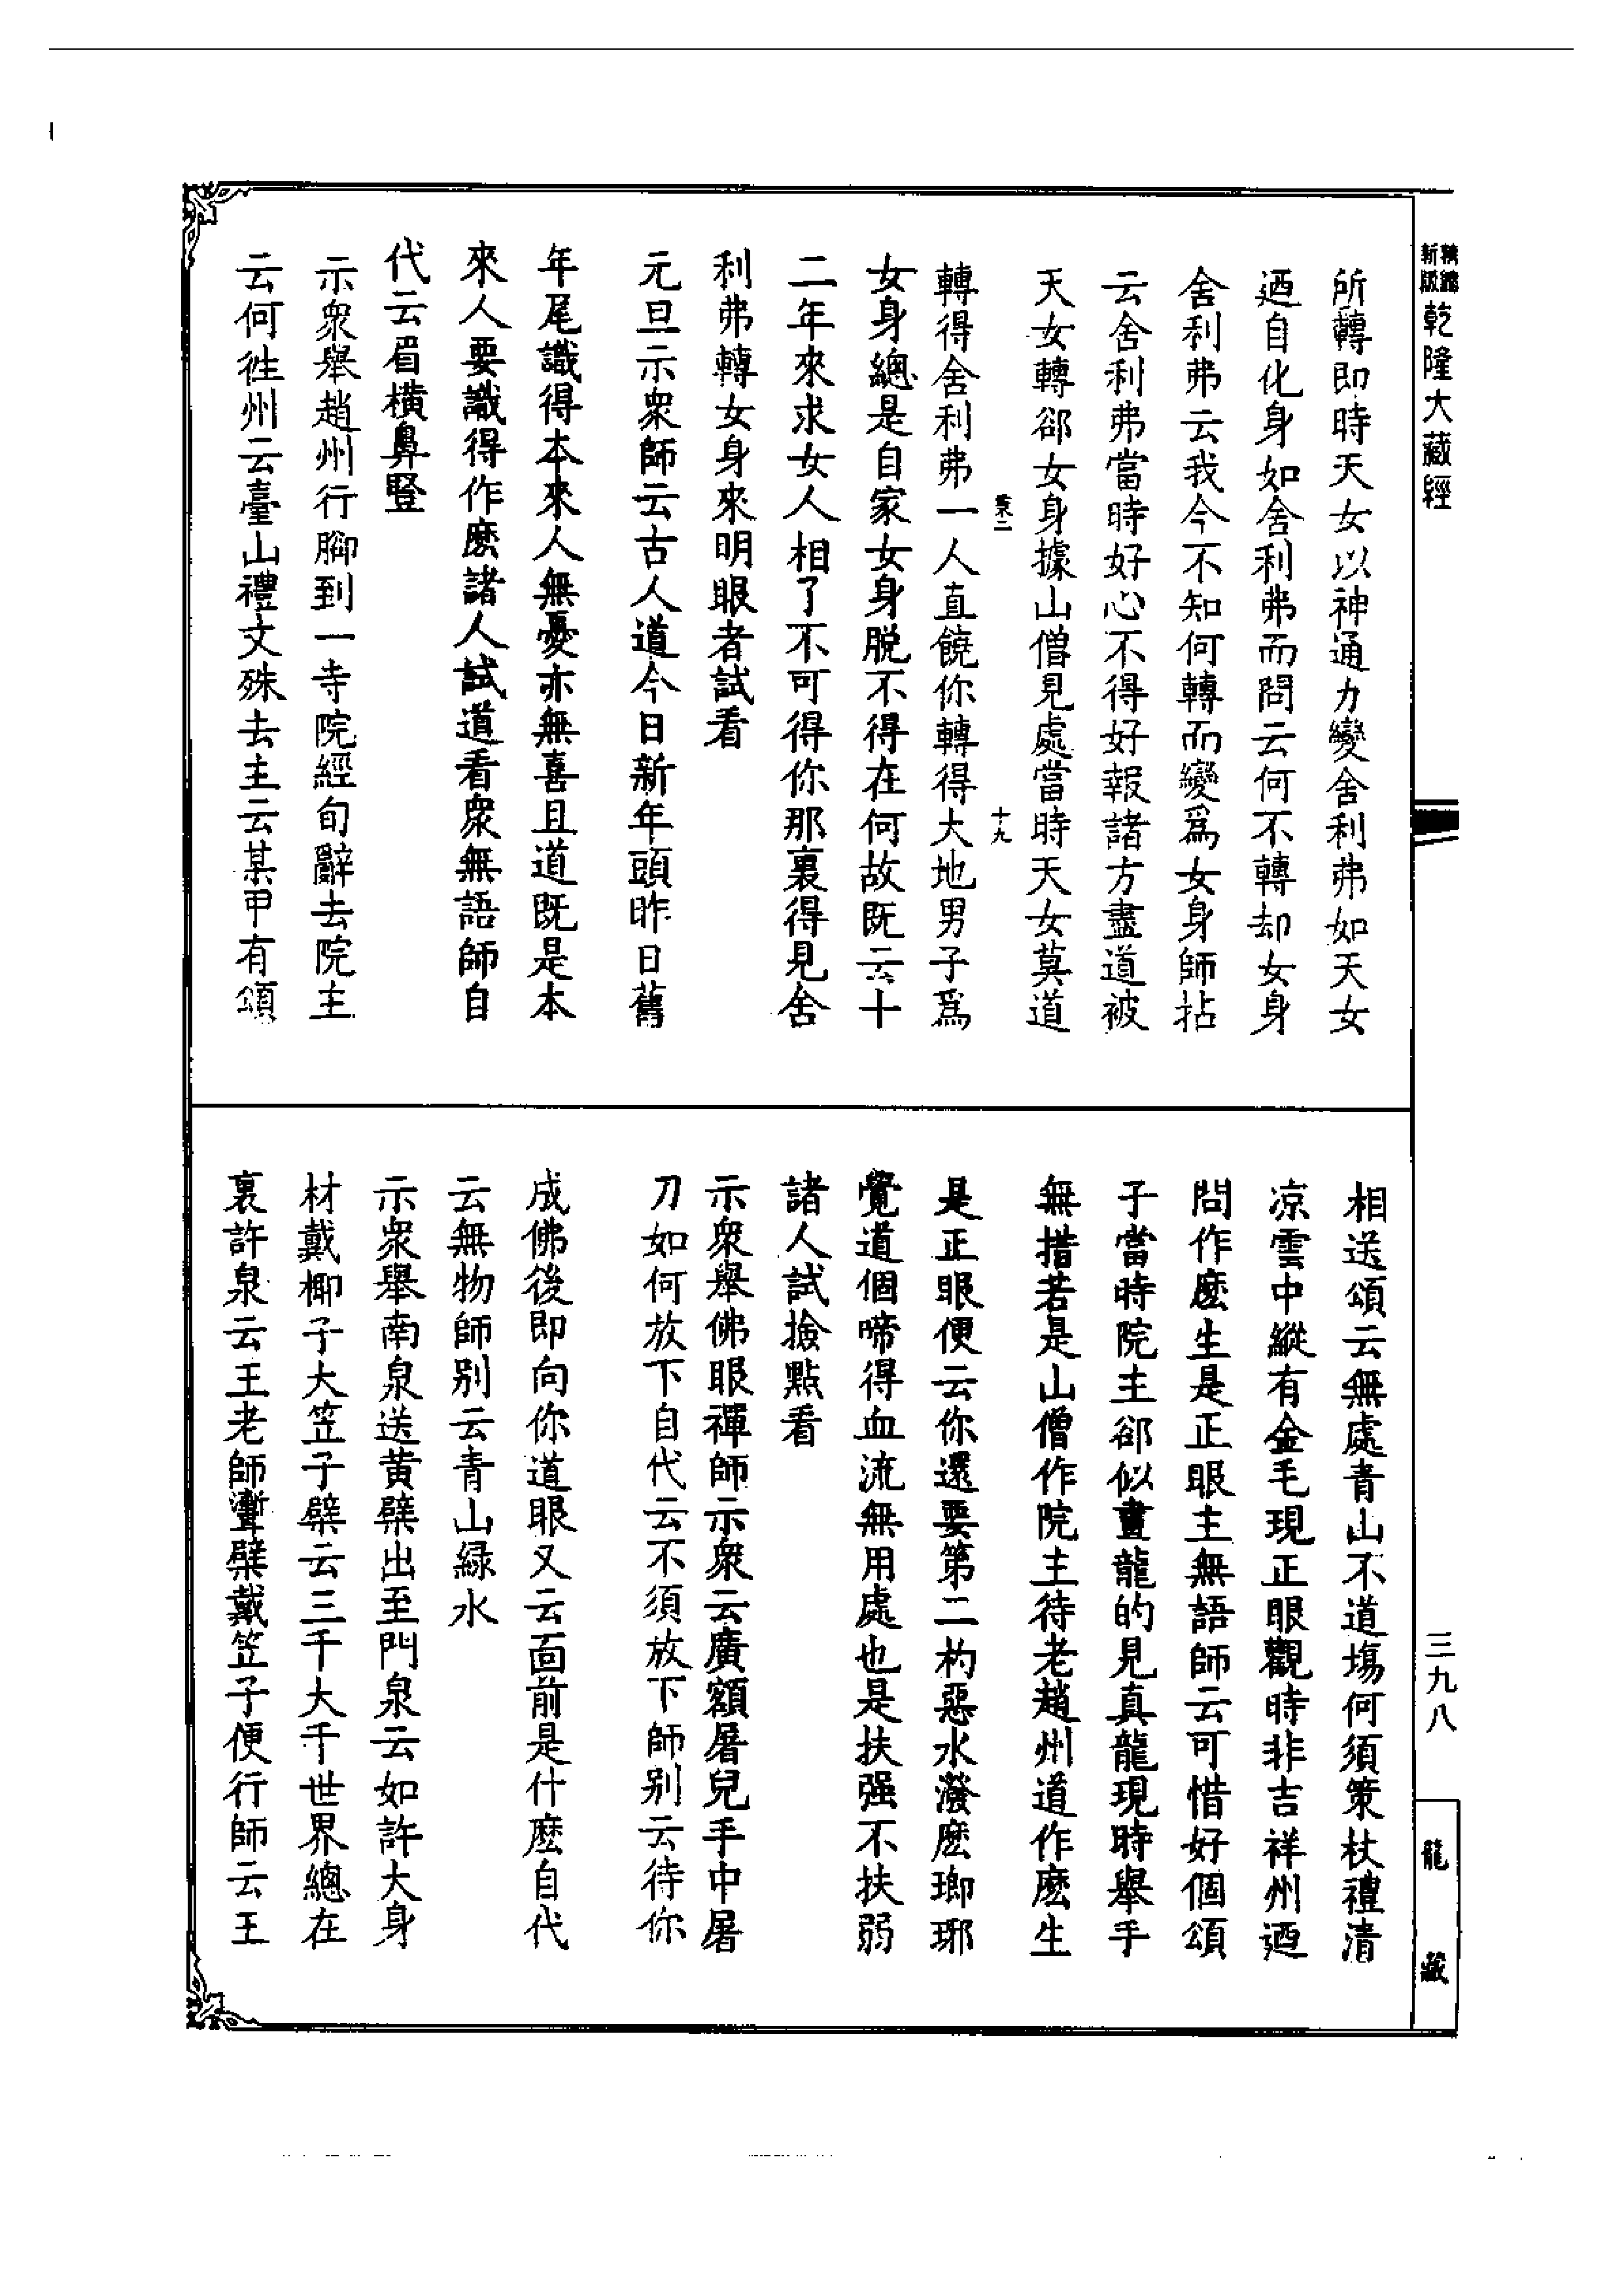 精編
新版
乾隆大藏經
所轉即時天女以神通力變舍利弗如天女
迺自化身如舍利弗而問云何不轉却女身
舍利弗云我今不知何轉而變爲女身師拈
云舍利弗當時好心不得好報諸方盡道被
天女轉郤女身據山僧見處當時天女莫道
十九
轉得舍利弗一人直饒你轉得大地男子爲
女身總是自家女身脱不得在何故既云十
二年來求女人相了不可得你那裏得見舍
利弗轉女身來明眼者試看
元旦示衆師云古人道今日新年頭昨日舊
年尾識得本來人無憂亦無喜且道既是本
來人要識得作麽諸人試道看衆無語師自
代云眉横鼻豎
示衆舉趙州行腳到一寺院經旬辭去院主
云何徃州云臺山禮文殊去主云某甲有頌
相送頌云無處青山不道塲何須策杖禮清
凉雲中縱有金毛現正眼觀時非吉祥州迺
問作麽生是正眼主無語師云可惜好個頌
子當時院主郤似畫龍的見真龍現時舉手
無措若是山僧作院主待老趙州道作麽生
是正眼便云你還要第二杓惡水潑麽瑯琊
覺道個啼得血流無用處也是扶强不扶弱
諸人試撿點看
示衆舉佛眼禪師示衆云廣額屠兒手中屠
刀如何放下自代云不須放下師别云待你
成佛後即向你道眼又云面前是什麽自代
云無物師别云青山緑水
示衆舉南泉送黄檗出至門泉云如許大身
材戴椰子大笠子檗云三千大千世界總在
裏許泉云王老師聻檗戴笠子便行師云王
三九八
龍藏